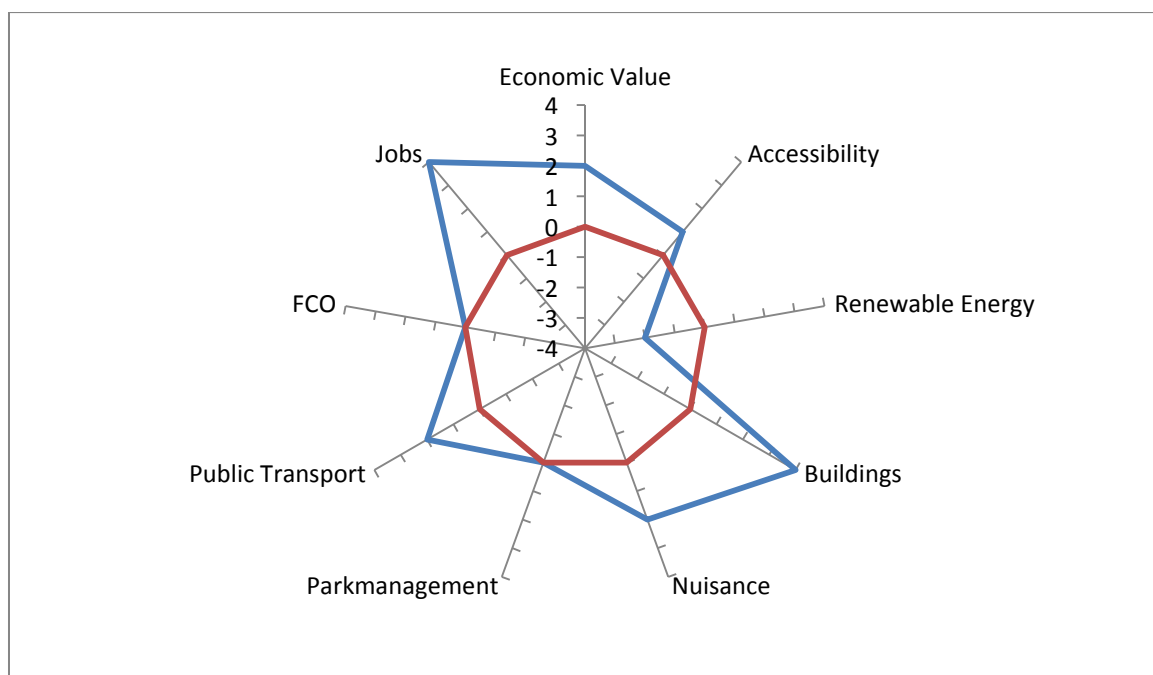 Economic Value
4
3
2
1
0
-1
-2
-3
-4
Accessibility
Renewable Energy
Buildings
Nuisance
Parkmanagement
Public Transport
FCO
Jobs